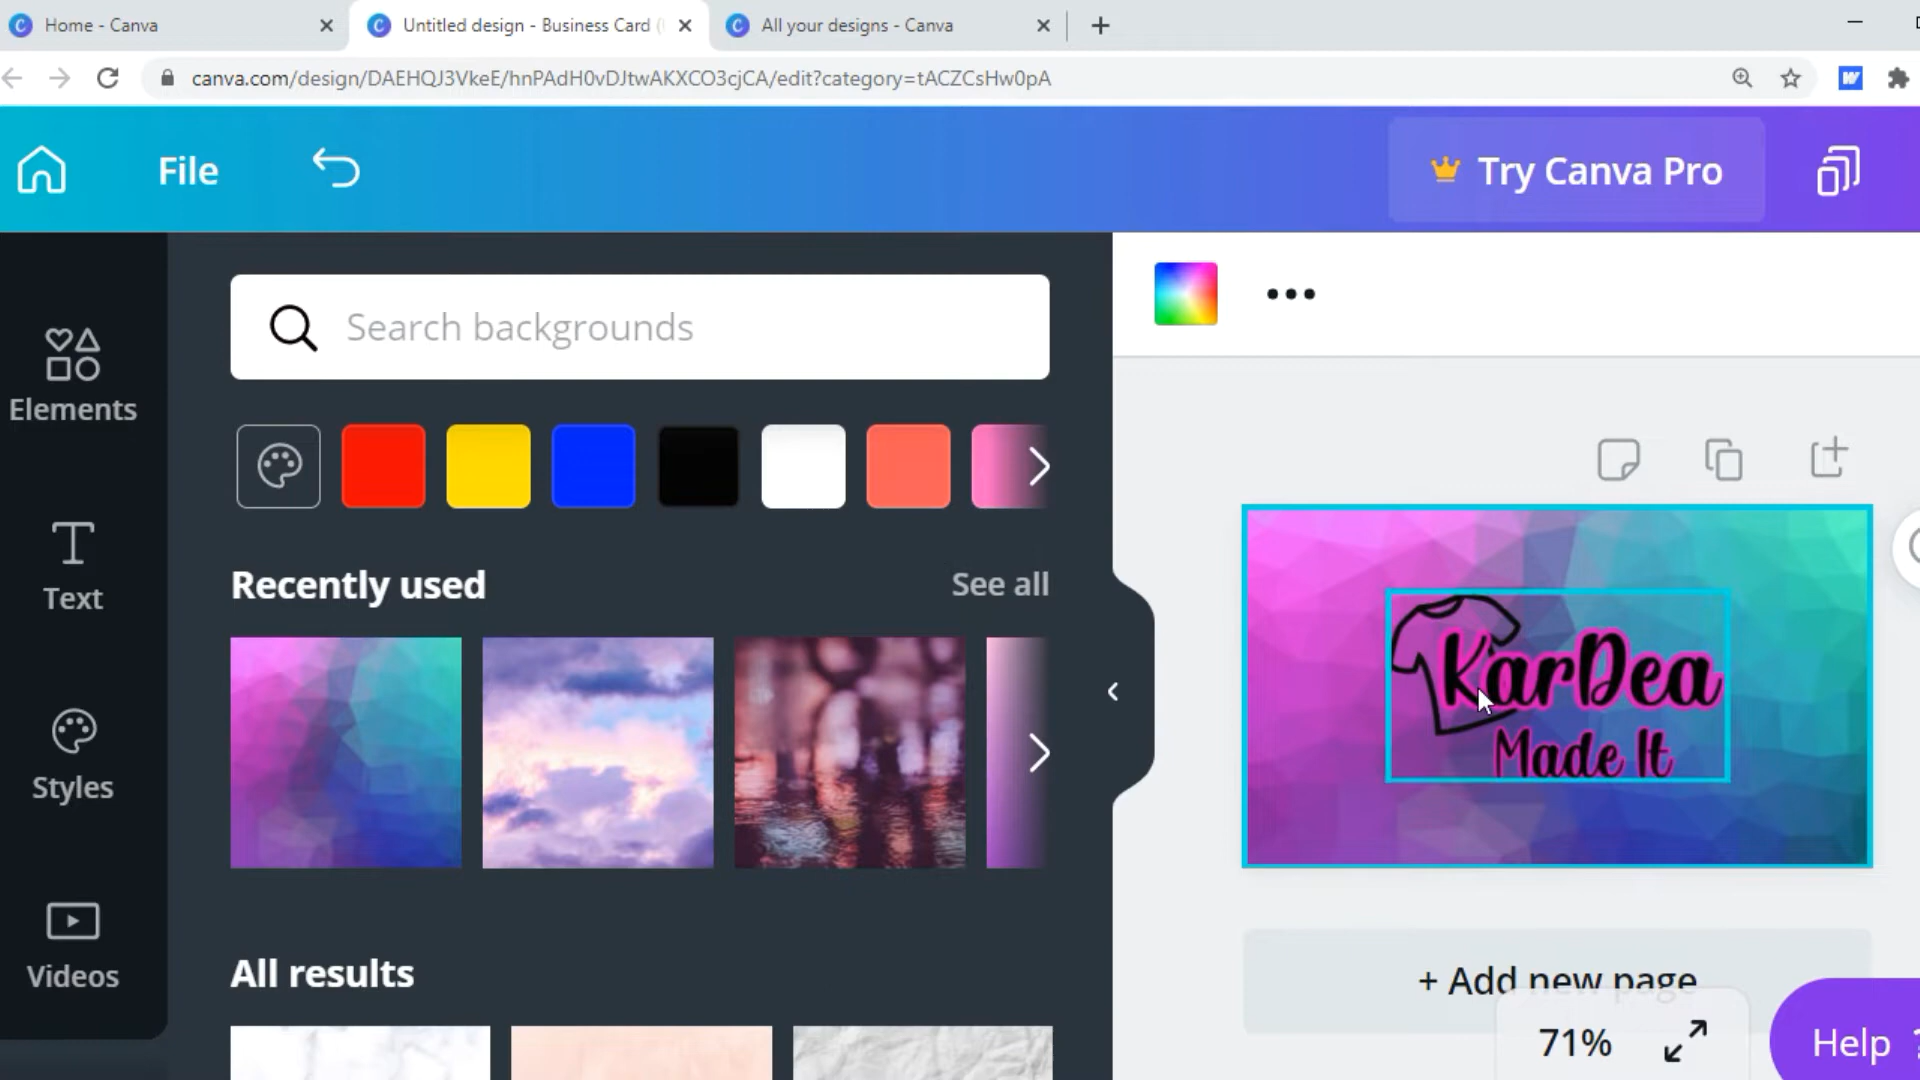 Home - Canva
Untitled design - Business Card (
All your designs - Canva
canva.com/design/DAEHQJ3VkeE/hnPAdH0vDJtwAKXCO3cjCA/edit?category=tACZCsHw0pA
File
Try Canva Pro
Elements
Text
Styles
Videos
Search backgrounds
Recently used
See all
All results
KarDea
Made It
+ Add new page
71%
Help ?